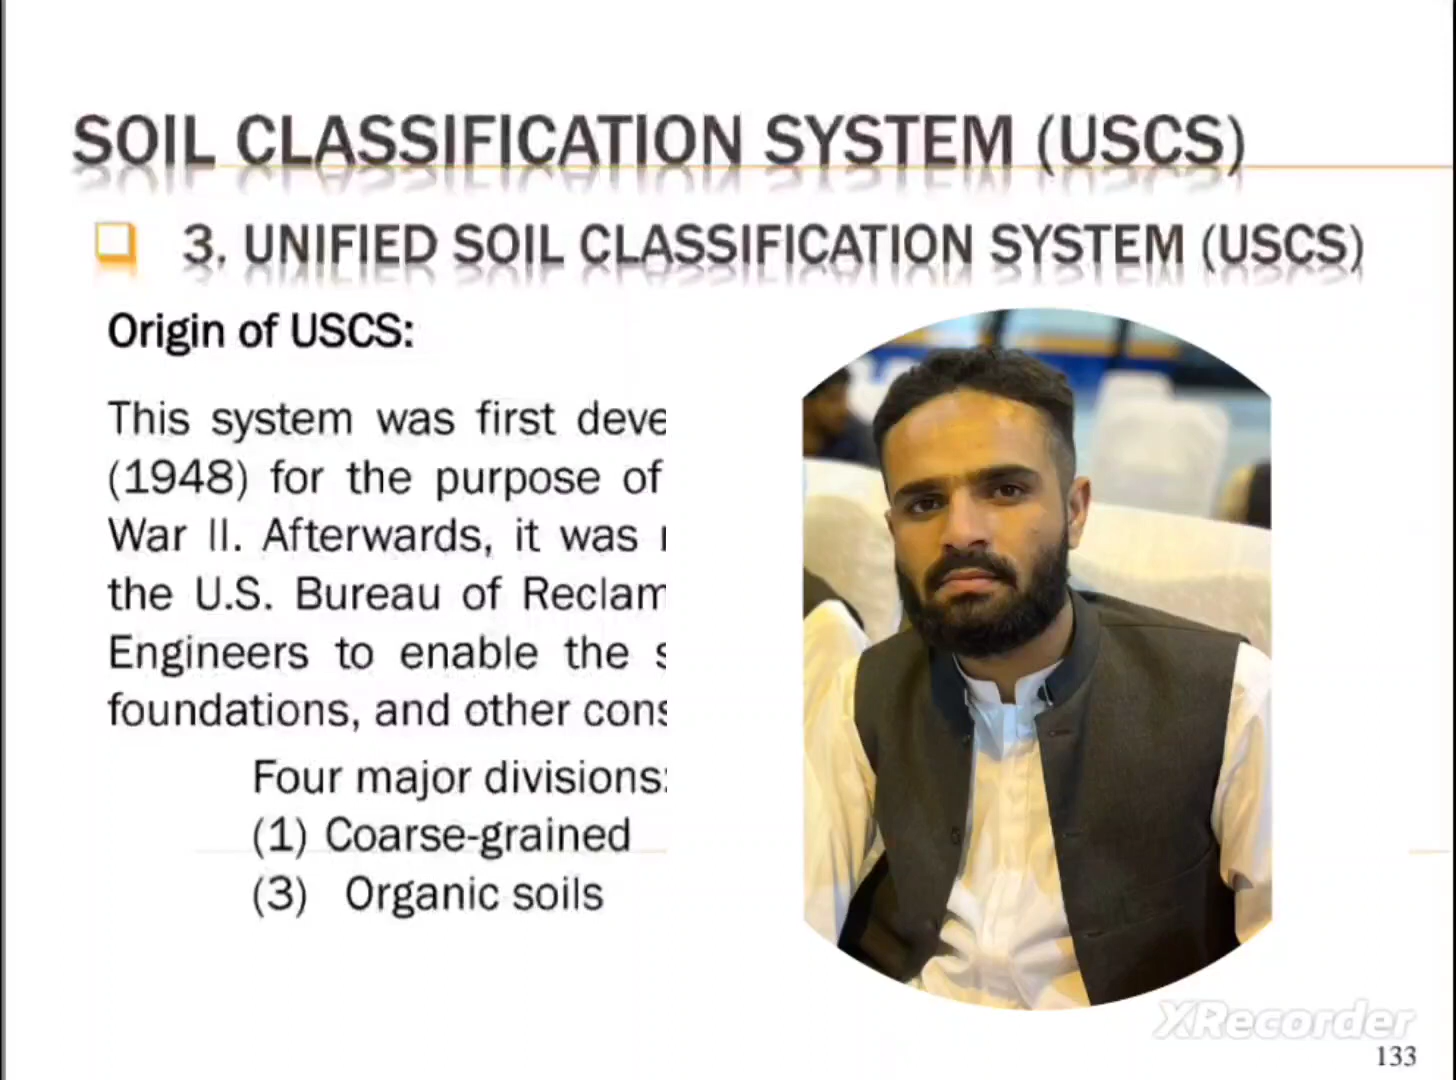 SOIL CLASSIFICATION SYSTEM (USCS)
3. UNIFIED SOIL CLASSIFICATION SYSTEM (USCS)
Origin of USCS:
This system was first deve
(1948) for the purpose of
War II. Afterwards, it was
the U.S. Bureau of Reclam
Engineers to enable the s
foundations, and other cons
Four major divisions:
(1) Coarse-grained
(3) Organic soils
XRecorder
133